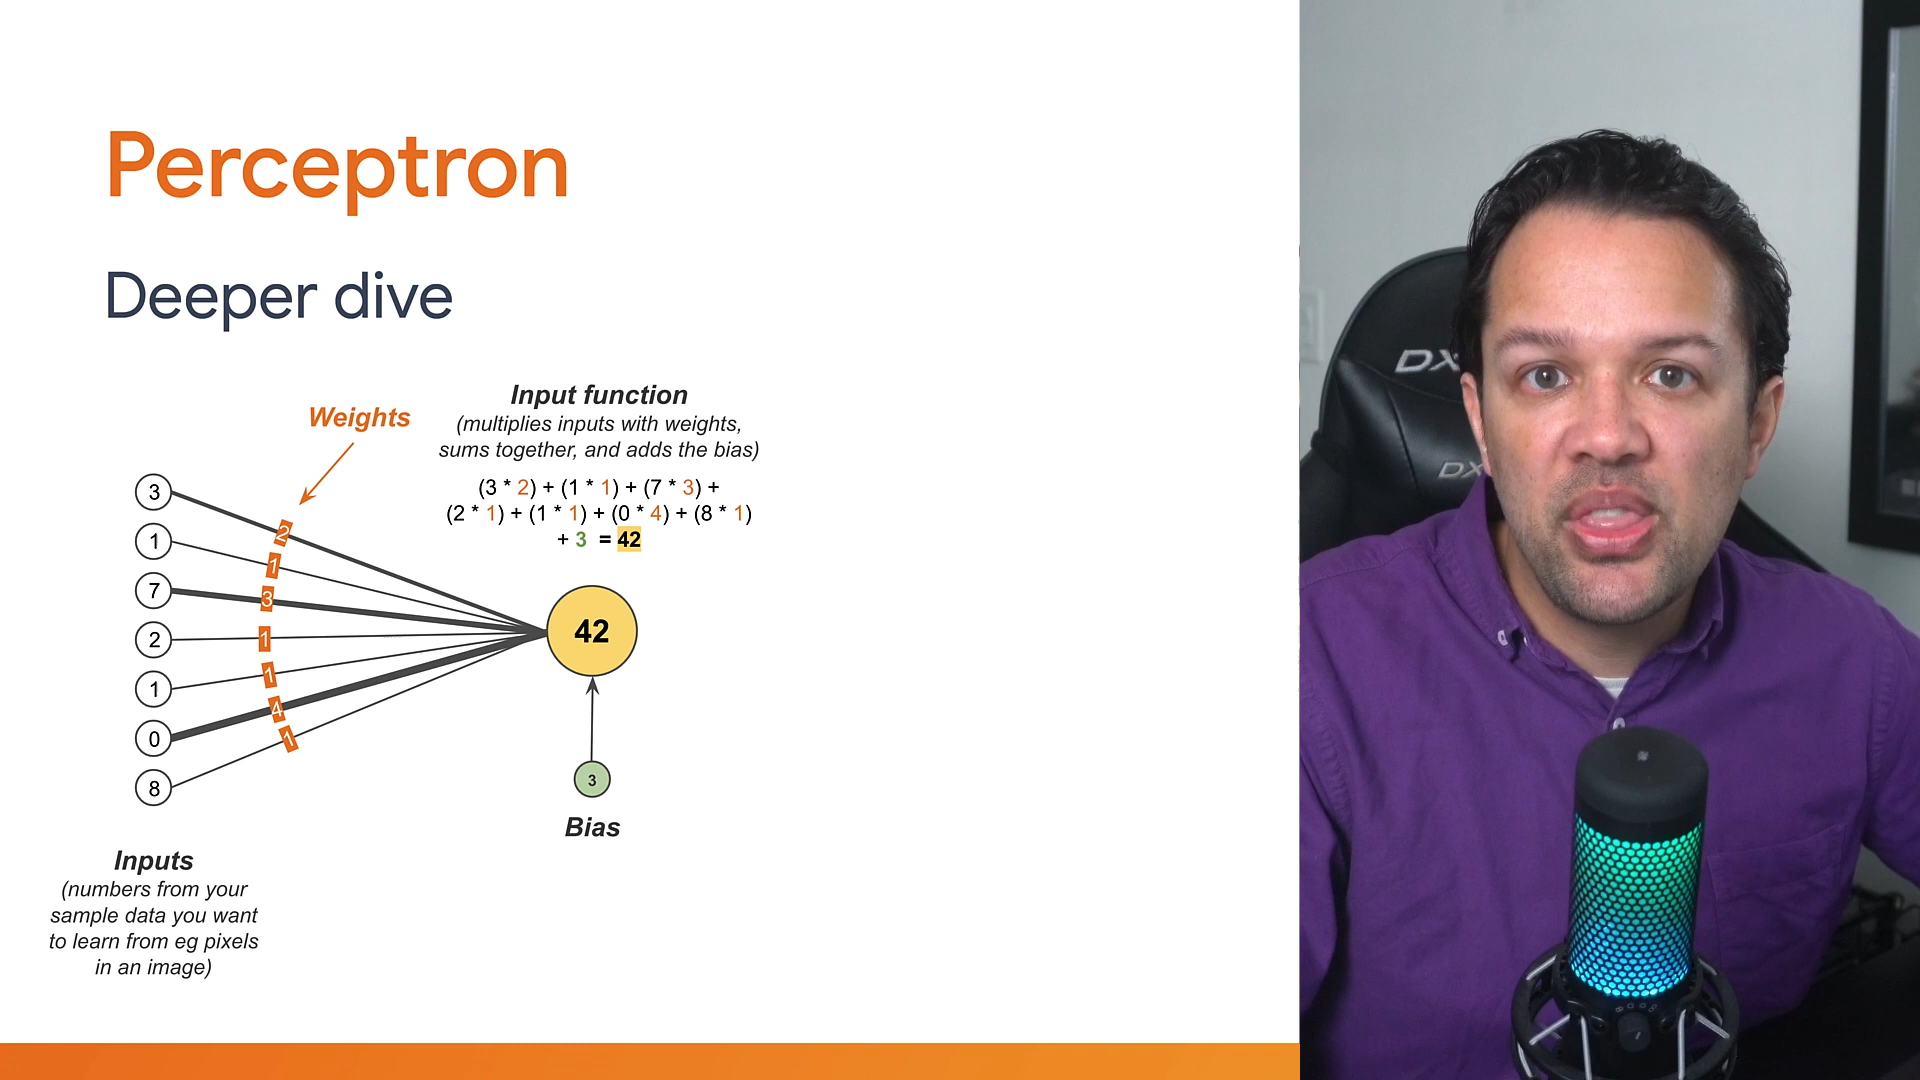 Perceptron
Deeper dive
Weights
Input function
(multiplies inputs with weights,
sums together, and adds the bias)
(3 * 2) + (1 * 1) + (7 * 3) +
(2 * 1) + (1 * 1) + (0 * 4) + (8 * 1)
+ 3 = 42
3
1
7
2
1
0
8
2
1
3
1
1
4
1
42
3
Bias
Inputs
(numbers from your
sample data you want
to learn from eg pixels
in an image)
DX
DX